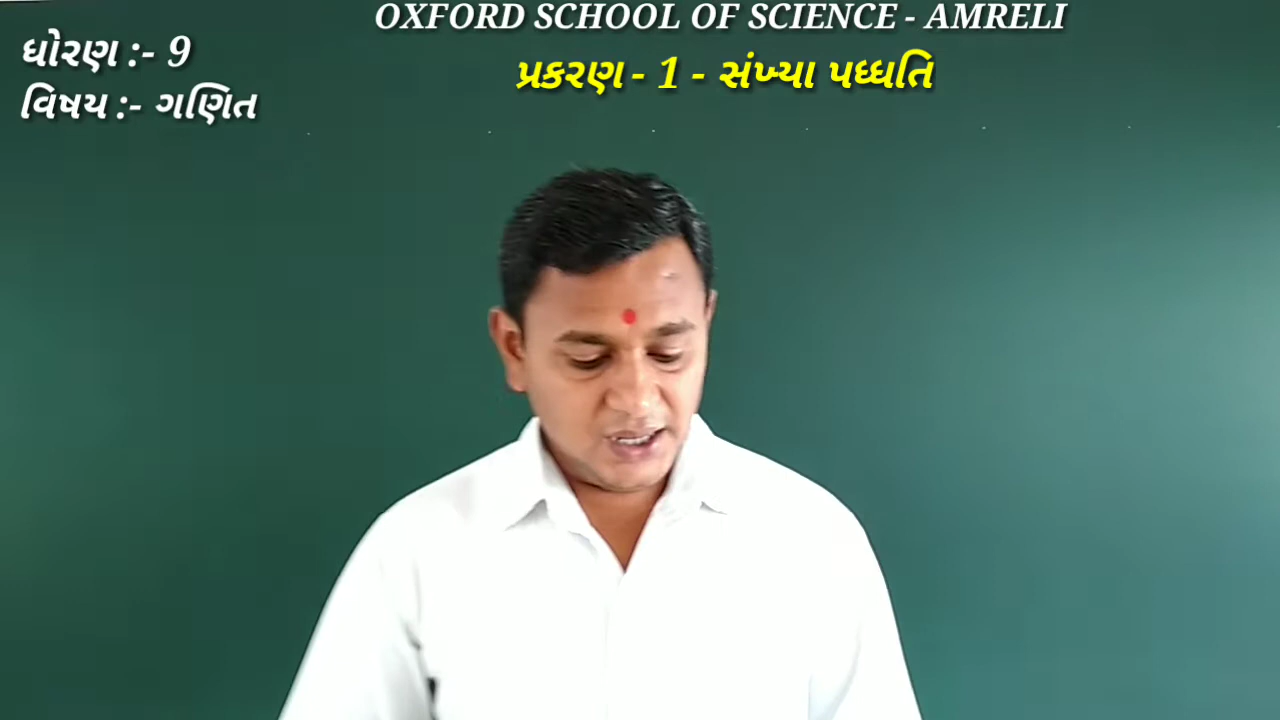 OXFORD SCHOOL OF SCIENCE - AMRELI
ધોરણ :- 9
પ્રકરણ - 1 - સંખ્યા પધ્ધતિ
વિષય :- ગણિત